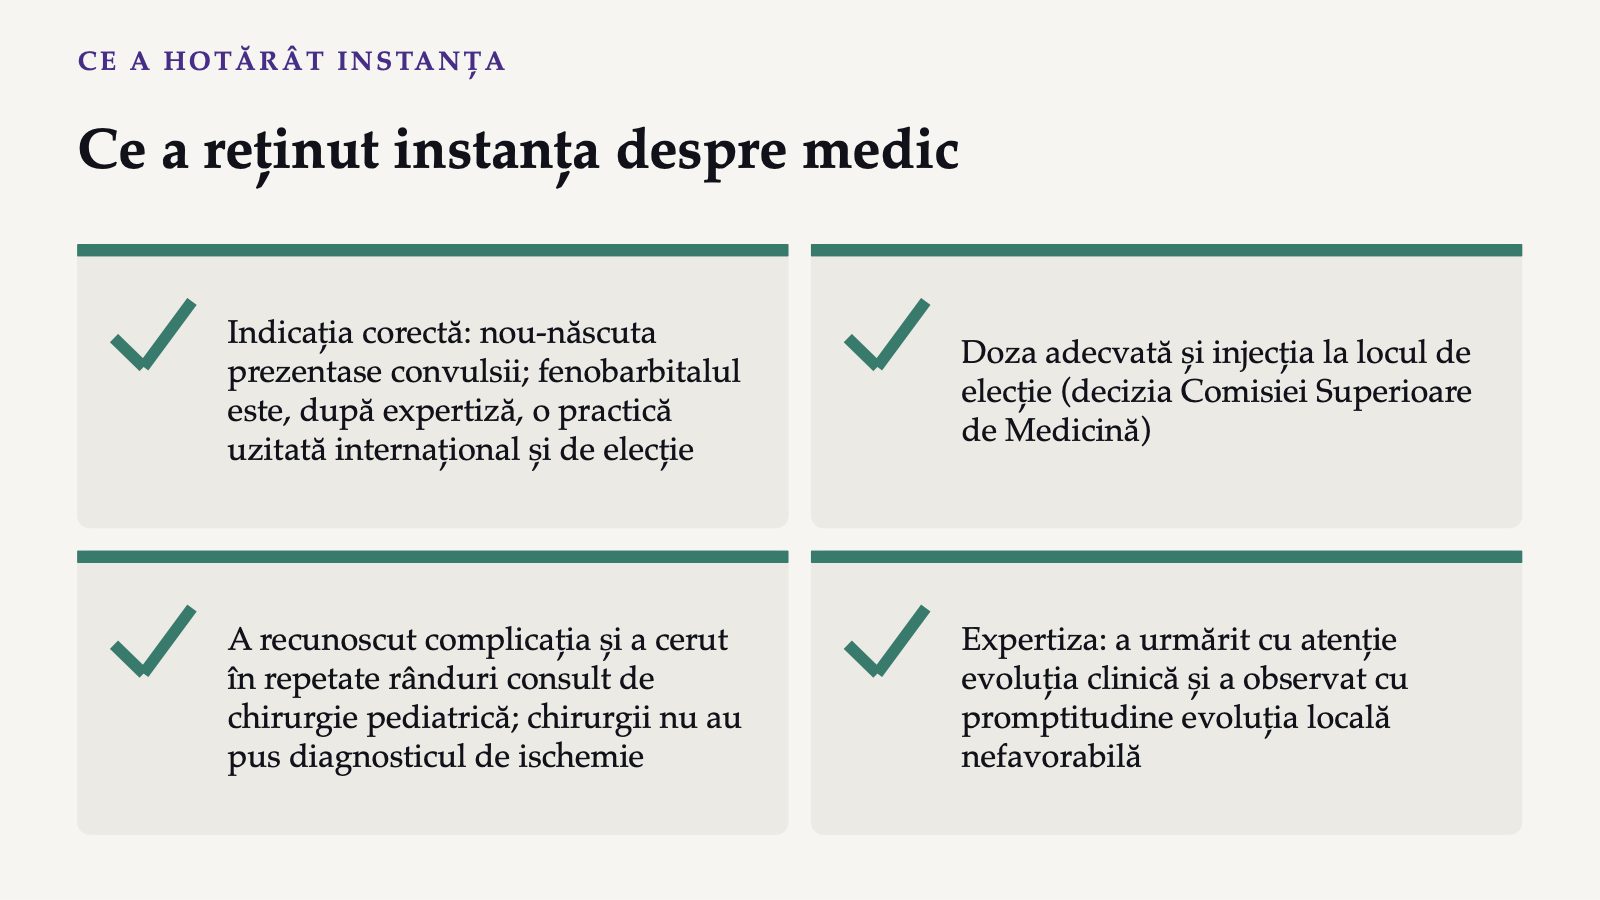 CE A HOTĂRÂT INSTANȚA
Ce a reținut instanța despre medic
Indicația corectă: nou-născuta
prezentase convulsii; fenobarbitalul
este, după expertiză, o practică
uzitată internațional și de elecție
Doza adecvată și injecția la locul de
elecție (decizia Comisiei Superioare
de Medicină)
A recunoscut complicația și a cerut
în repetate rânduri consult de
chirurgie pediatrică; chirurgii nu au
pus diagnosticul de ischemie
Expertiza: a urmărit cu atenție
evoluția clinică și a observat cu
promptitudine evoluția locală
nefavorabilă